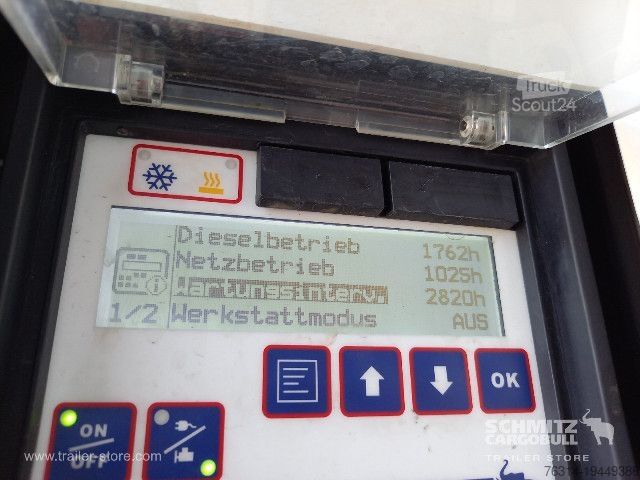 Truck
Scout24
Dieselbetrieb 1762h
Netzbetrieb 1025h
Wartungsinterv. 2820h
1/2 Werkstattmodus AUS
OK
ON
OFF
SCHMITZ
CARGOBULL
TRAILER STORE
www.trailer-store.com